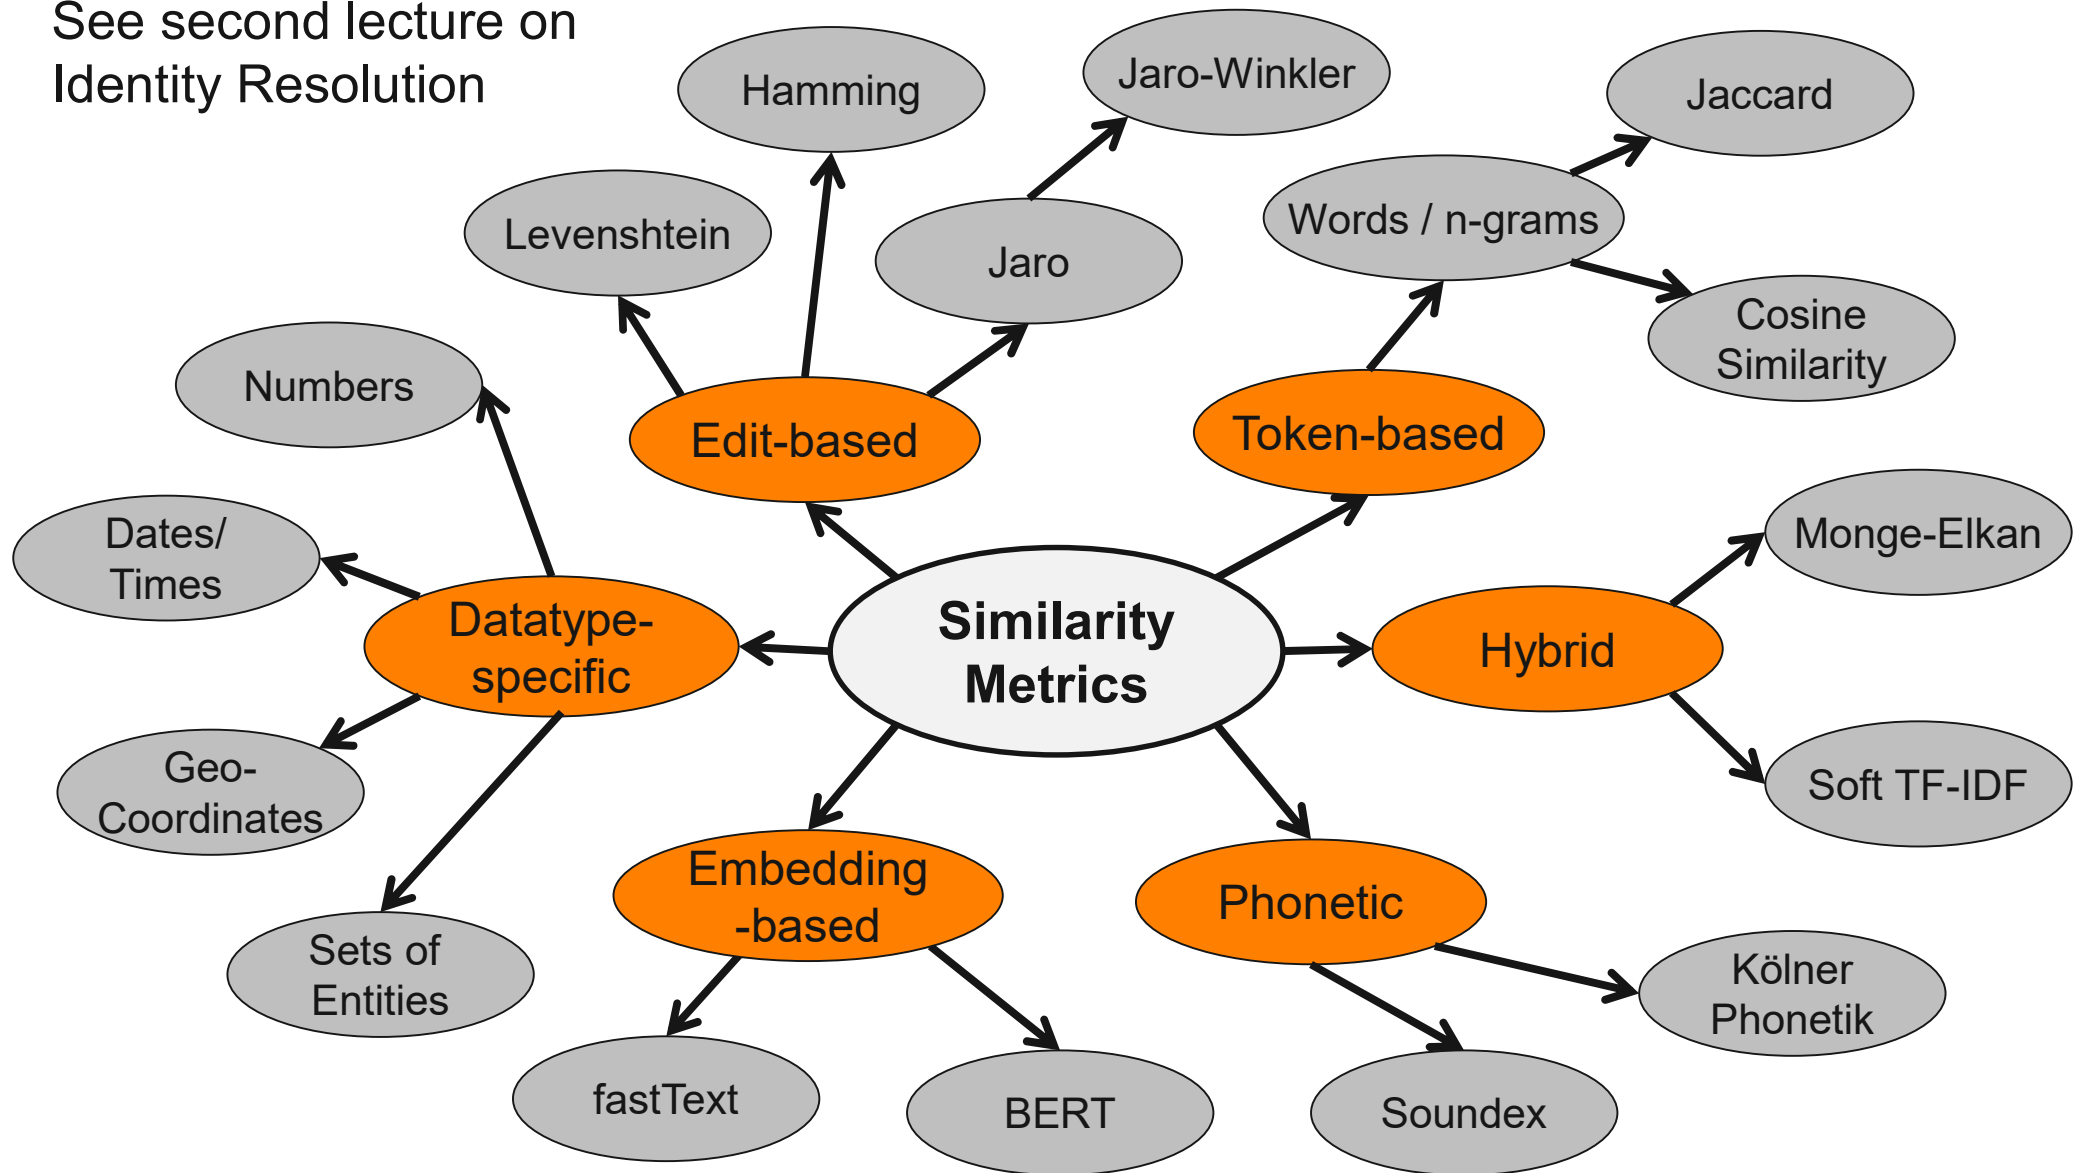 See second lecture on
Identity Resolution
Hamming
Jaro-Winkler
Jaccard
Levenshtein
Jaro
Words / n-grams
Cosine
Similarity
Numbers
Edit-based
Token-based
Dates/
Times
Monge-Elkan
Datatype-
specific
Similarity
Metrics
Hybrid
Geo-
Coordinates
Soft TF-IDF
Embedding
-based
Phonetic
Sets of
Entities
Kölner
Phonetik
fastText
BERT
Soundex